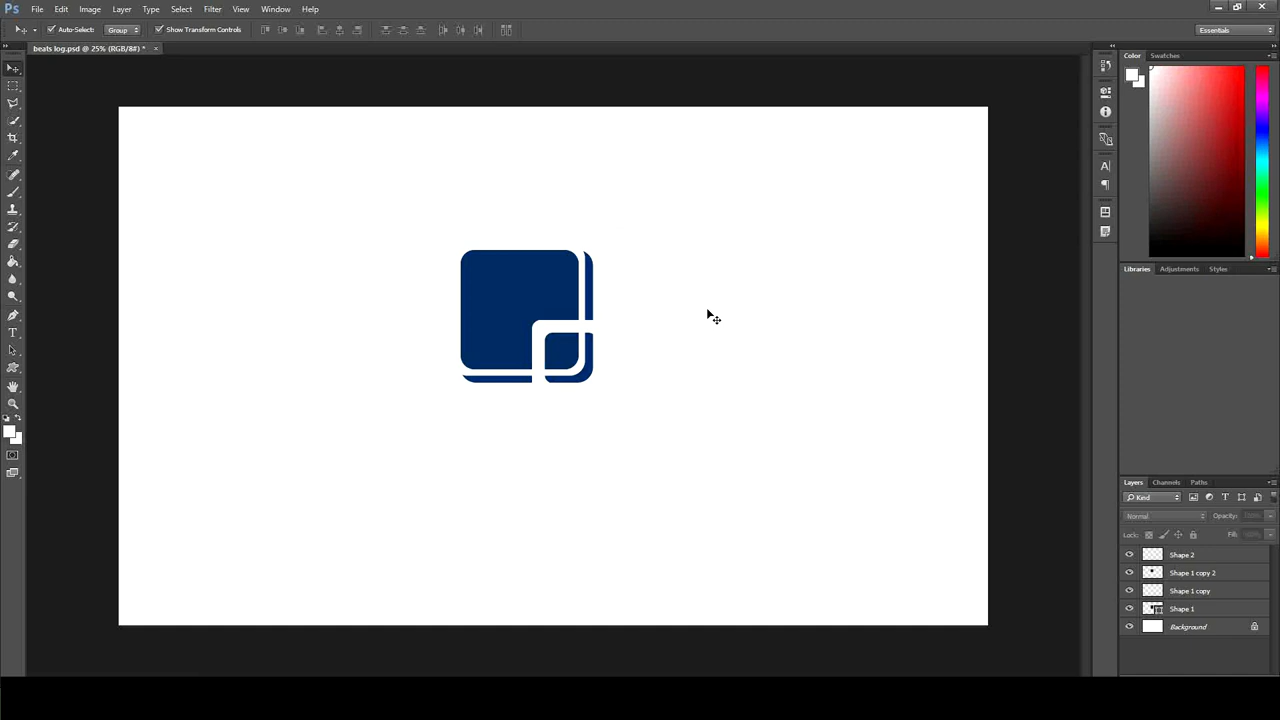 Ps File Edit Image Layer Type Select Filter View Window Help
Auto-Select: Group Show Transform Controls Essentials
beats log.psd @ 25% (RGB/8#) * ×
Color Swatches
Libraries Adjustments Styles
Layers Channels Paths
Kind
Normal Opacity:
Lock: Fill:
Shape 2
Shape 1 copy 2
Shape 1 copy
Shape 1
Background